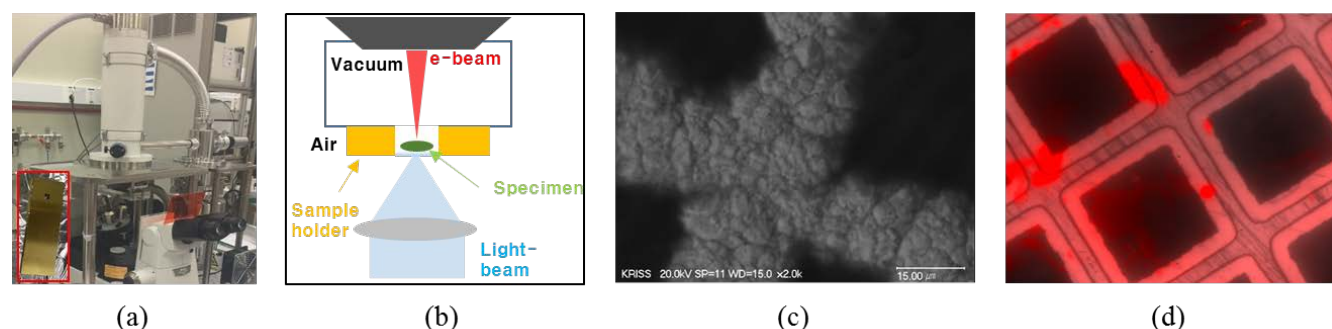 Vacuum
e-beam
Air
Specimen
Sample
holder
Light-
beam
KRISS 20.0kV SP=11 WD=15.0 x2.0k
15.00 ㎛
(a)
(b)
(c)
(d)